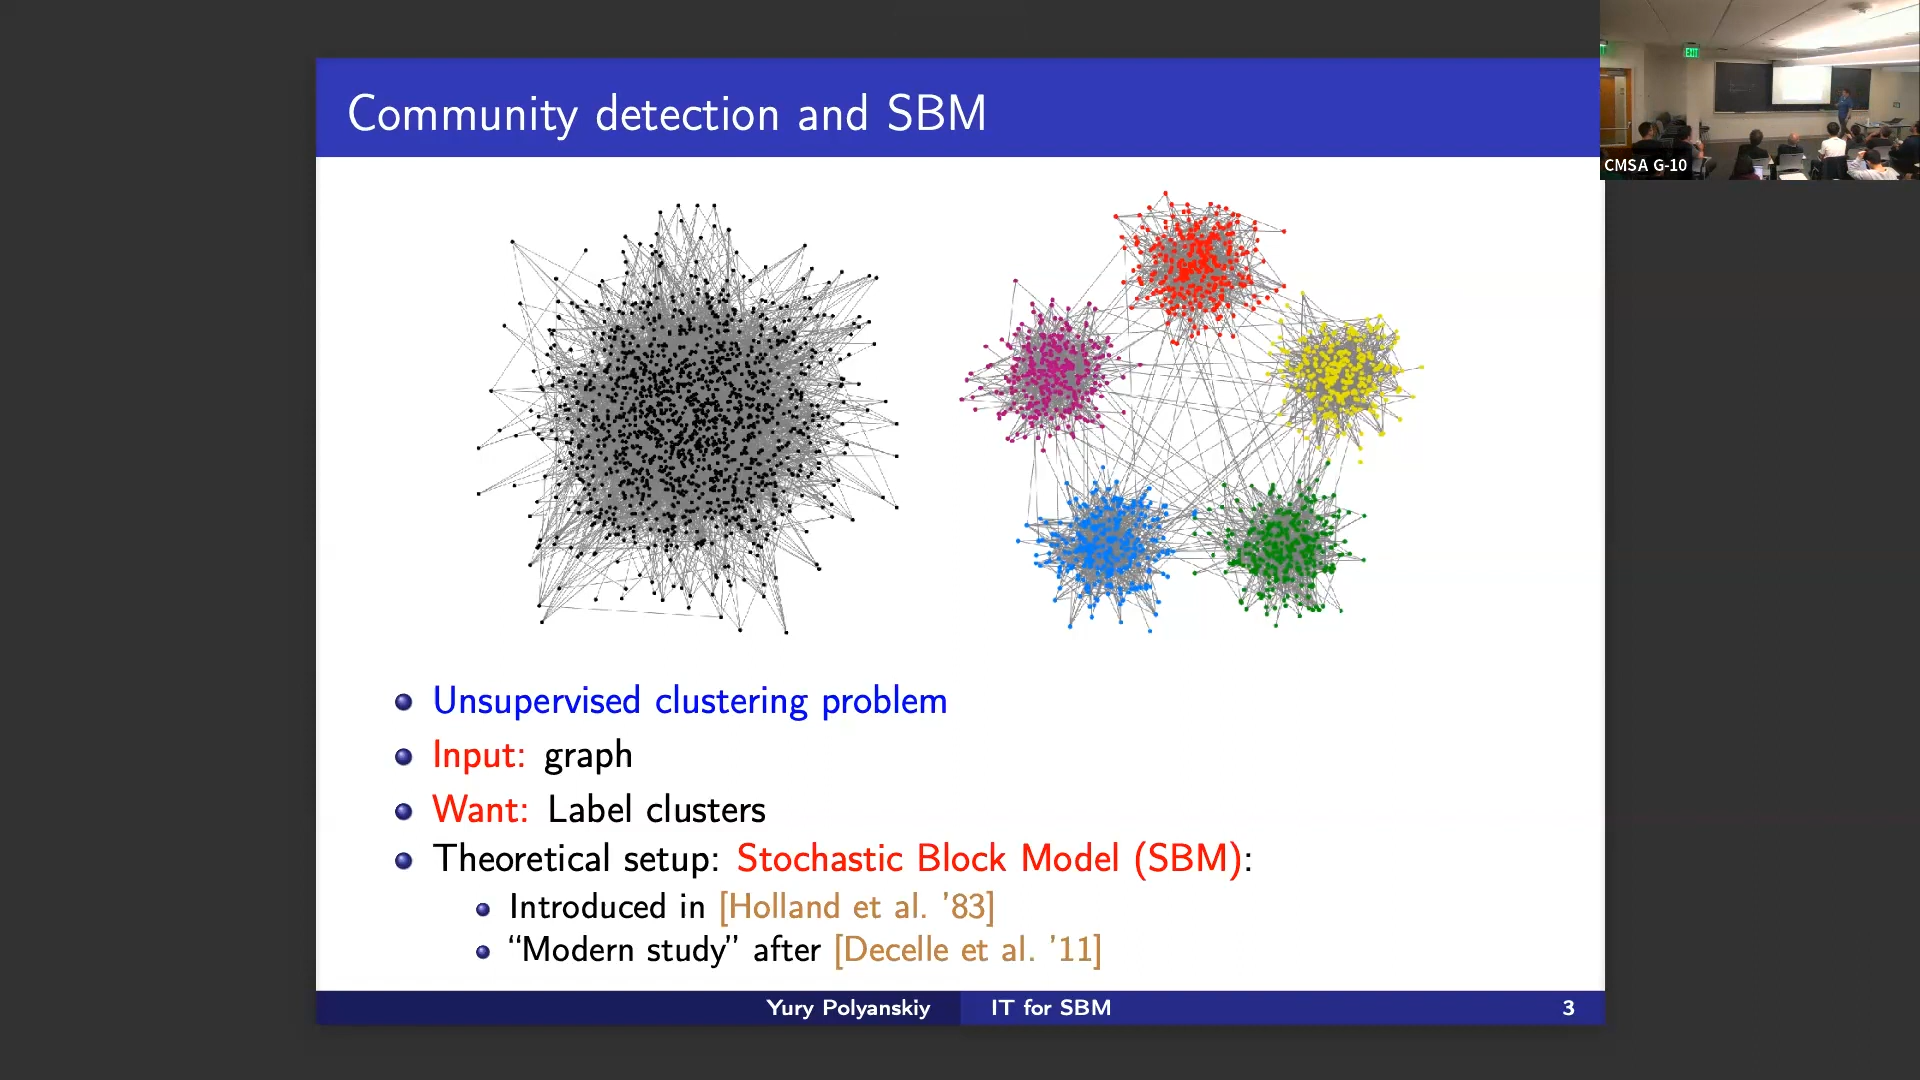 Community detection and SBM
EXIT
CMSA G-10
Unsupervised clustering problem
Input: graph
Want: Label clusters
Theoretical setup: Stochastic Block Model (SBM):
Introduced in [Holland et al. '83]
“Modern study” after [Decelle et al. '11]
Yury Polyanskiy
IT for SBM
3